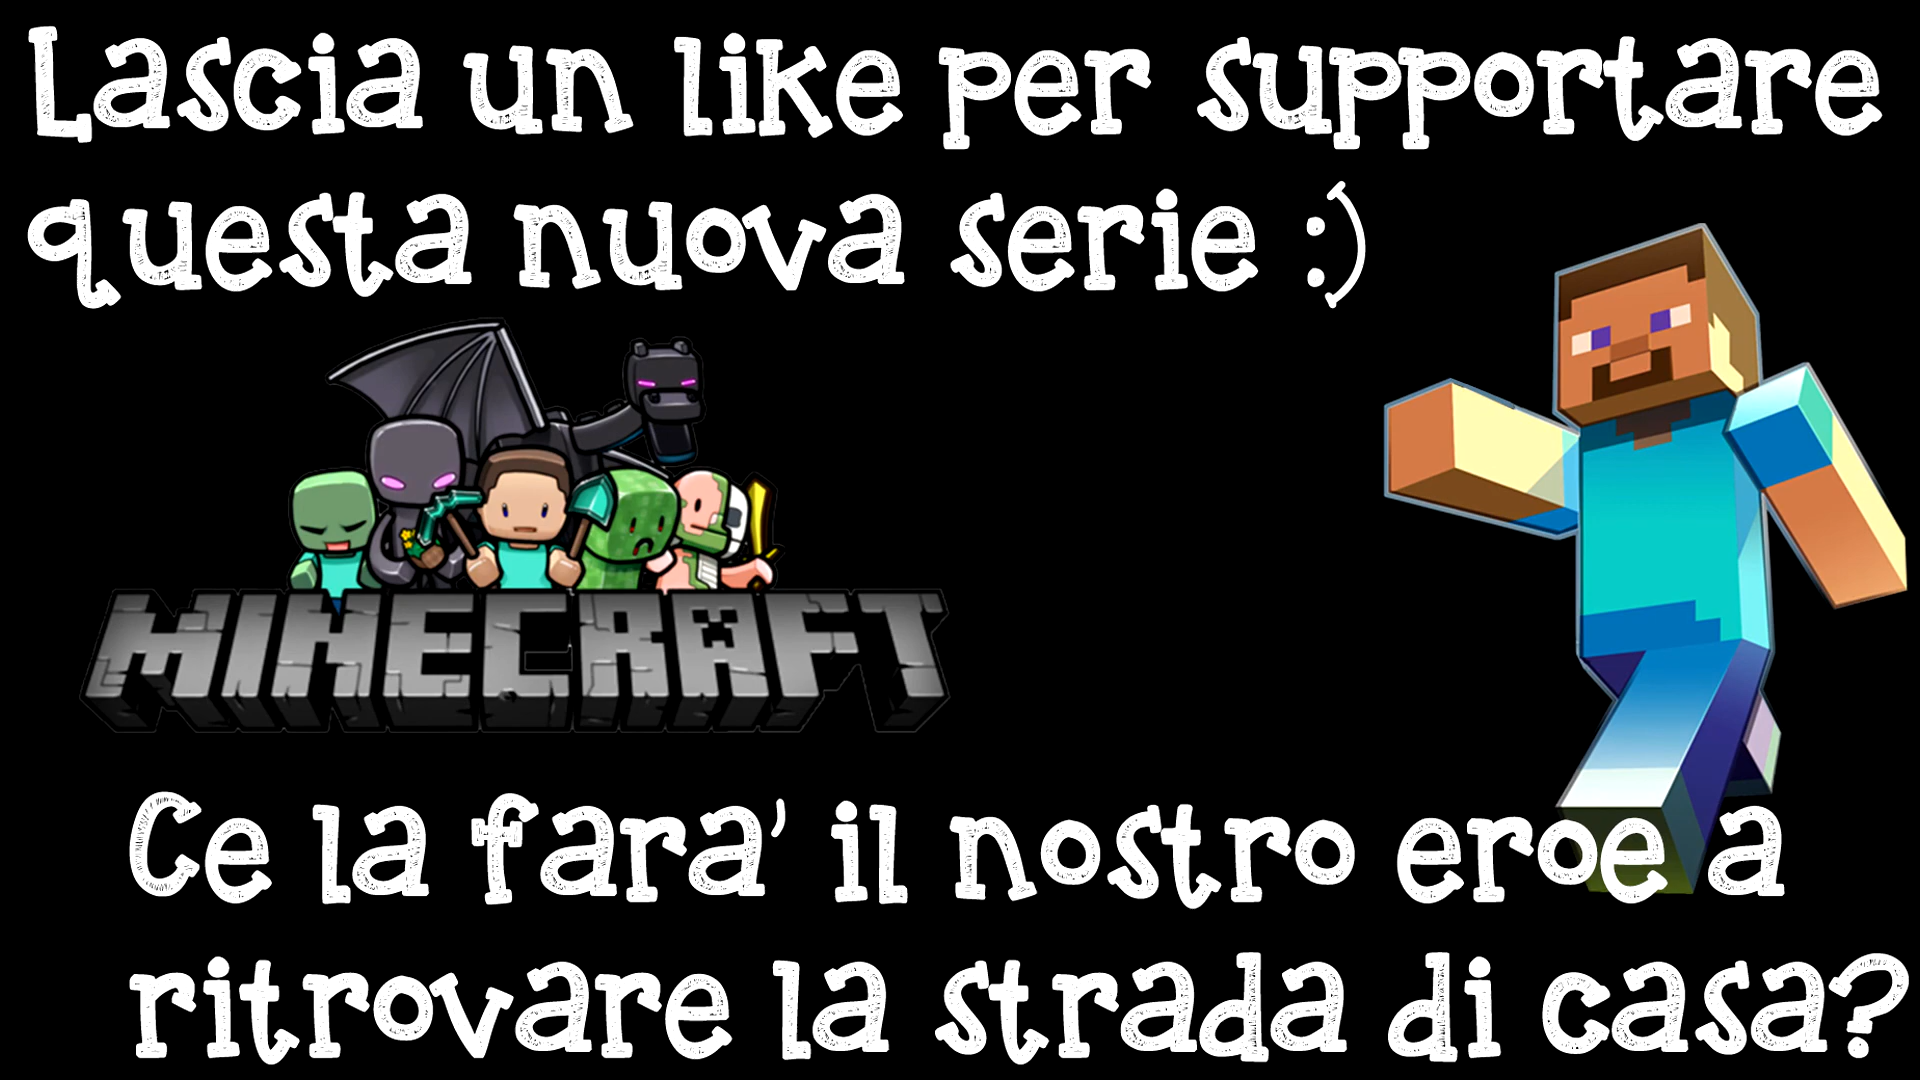 Lascia un like per supportare
questa nuova serie :)
MINECRAFT
Ce la fara' il nostro eroe a
ritrovare la strada di casa?